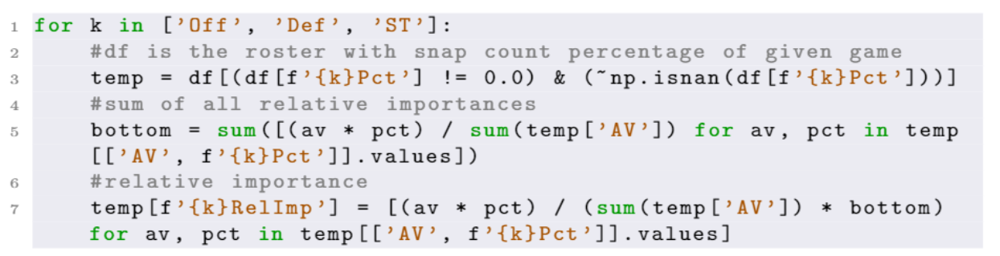 1 for k in ['Off', 'Def', 'ST']:
2 #df is the roster with snap count percentage of given game
3 temp = df[(df[f'{k}Pct'] != 0.0) & (~np.isnan(df[f'{k}Pct']))]
4 #sum of all relative importances
5 bottom = sum([(av * pct) / sum(temp['AV']) for av, pct in temp
[['AV', f'{k}Pct']].values])
6 #relative importance
7 temp[f'{k}RelImp'] = [(av * pct) / (sum(temp['AV']) * bottom)
for av, pct in temp[['AV', f'{k}Pct']].values]